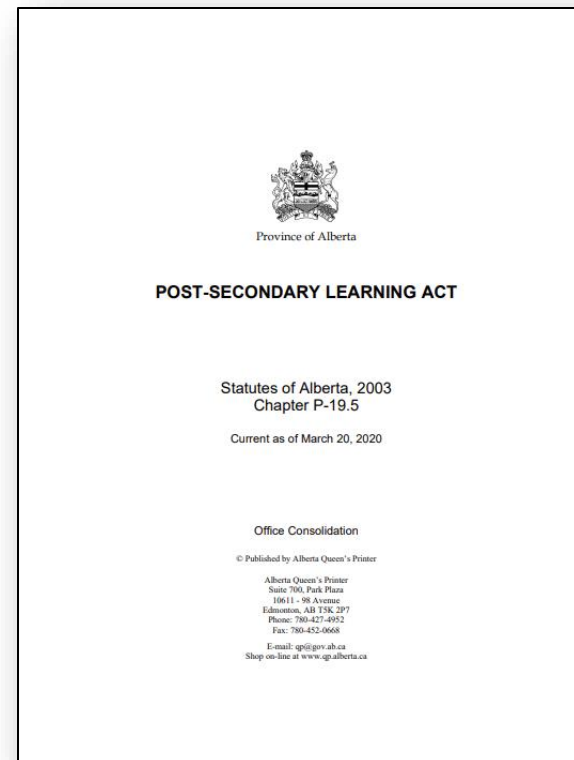 Province of Alberta
POST-SECONDARY LEARNING ACT
Statutes of Alberta, 2003
Chapter P-19.5
Current as of March 20, 2020
Office Consolidation
© Published by Alberta Queen's Printer
Alberta Queen's Printer
Suite 700, Park Plaza
10611 - 98 Avenue
Edmonton, AB T5K 2P7
Phone: 780-427-4952
Fax: 780-452-0668
E-mail: qp@gov.ab.ca
Shop on-line at www.qp.alberta.ca